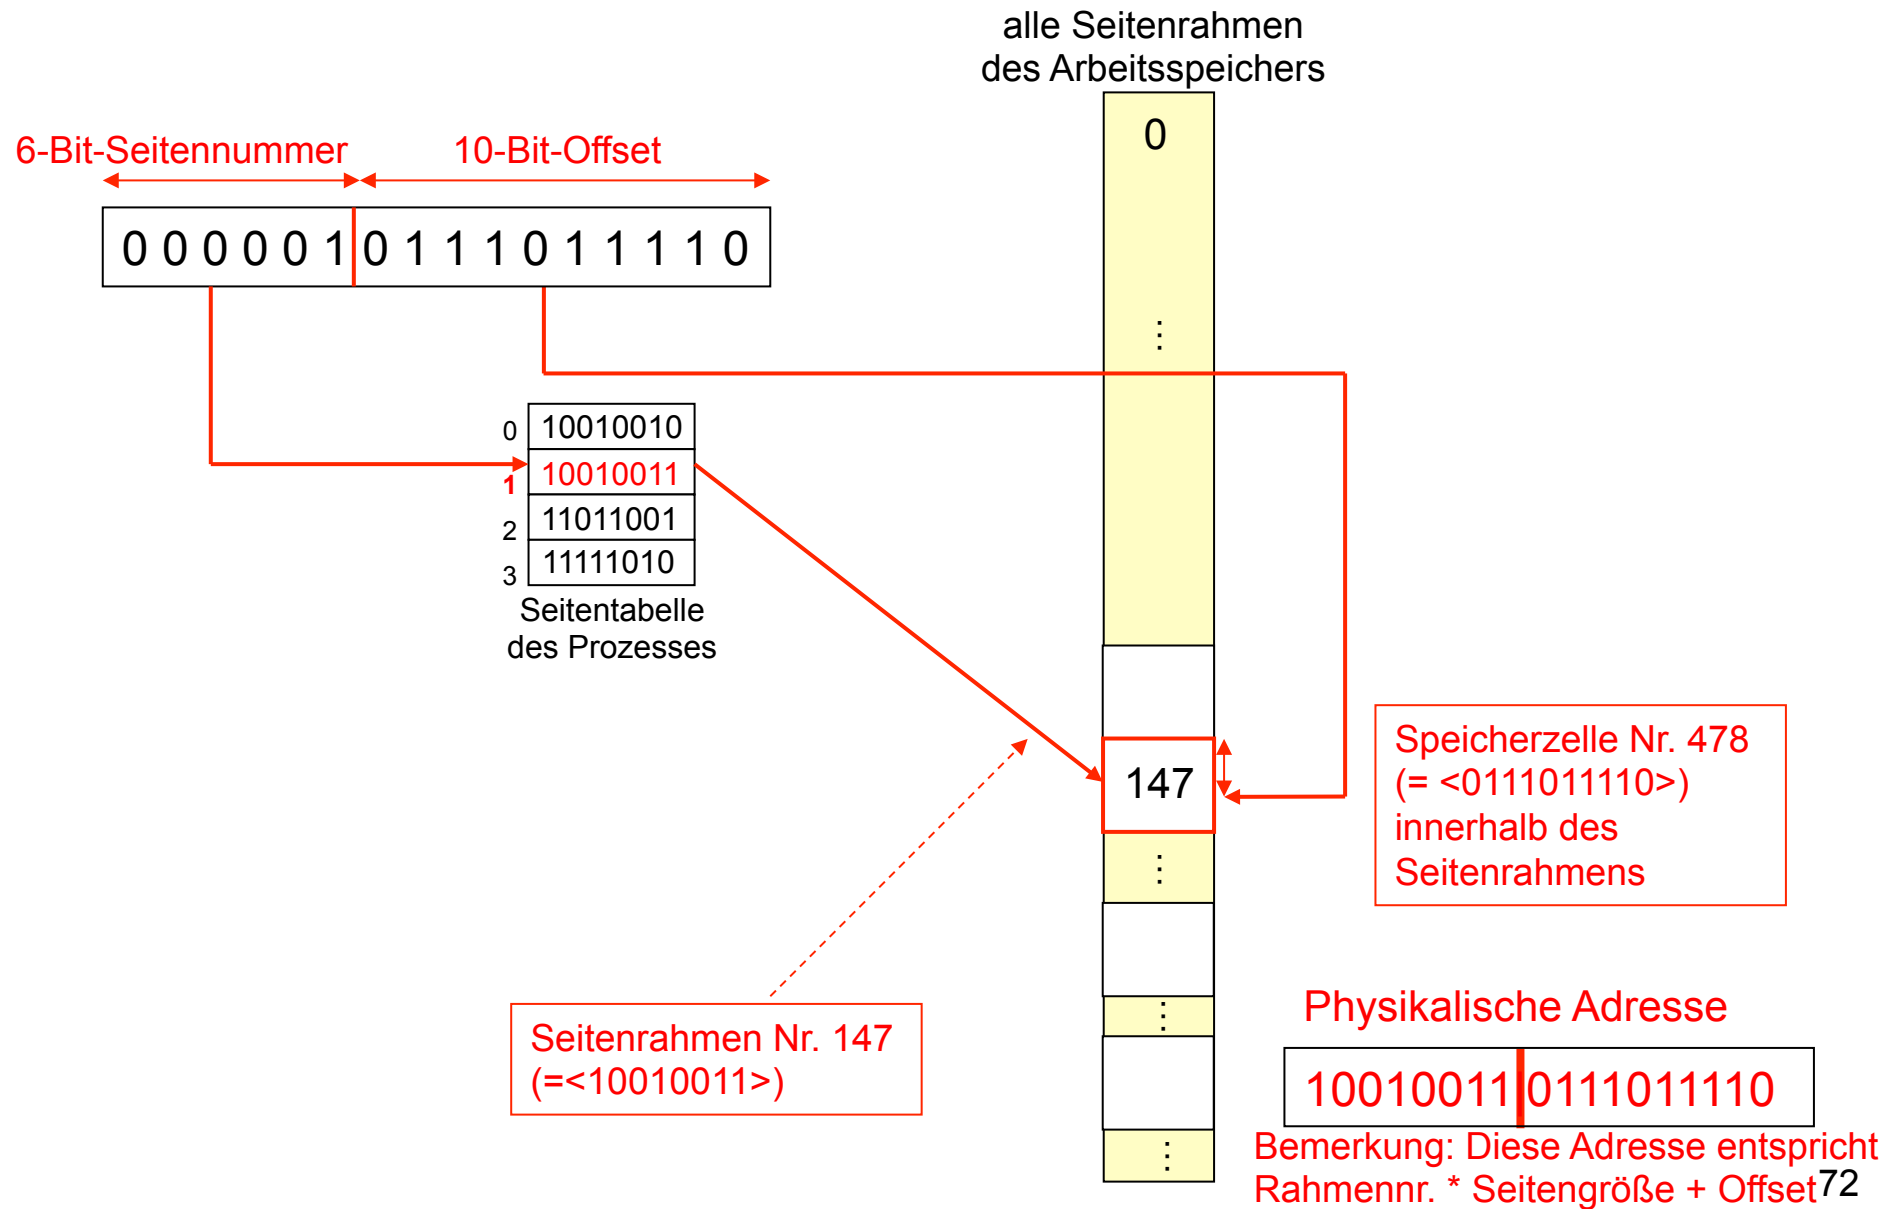 alle Seitenrahmen
des Arbeitsspeichers
6-Bit-Seitennummer
10-Bit-Offset
0 0 0 0 0 1 0 1 1 1 0 1 1 1 1 0
0
⋮
0 10010010
1 10010011
2 11011001
3 11111010
Seitentabelle
des Prozesses
147
⋮
⋮
⋮
Speicherzelle Nr. 478
(= <0111011110>)
innerhalb des
Seitenrahmens
Seitenrahmen Nr. 147
(=<10010011>)
Physikalische Adresse
10010011 0111011110
Bemerkung: Diese Adresse entspricht
Rahmennr. * Seitengröße + Offset
72